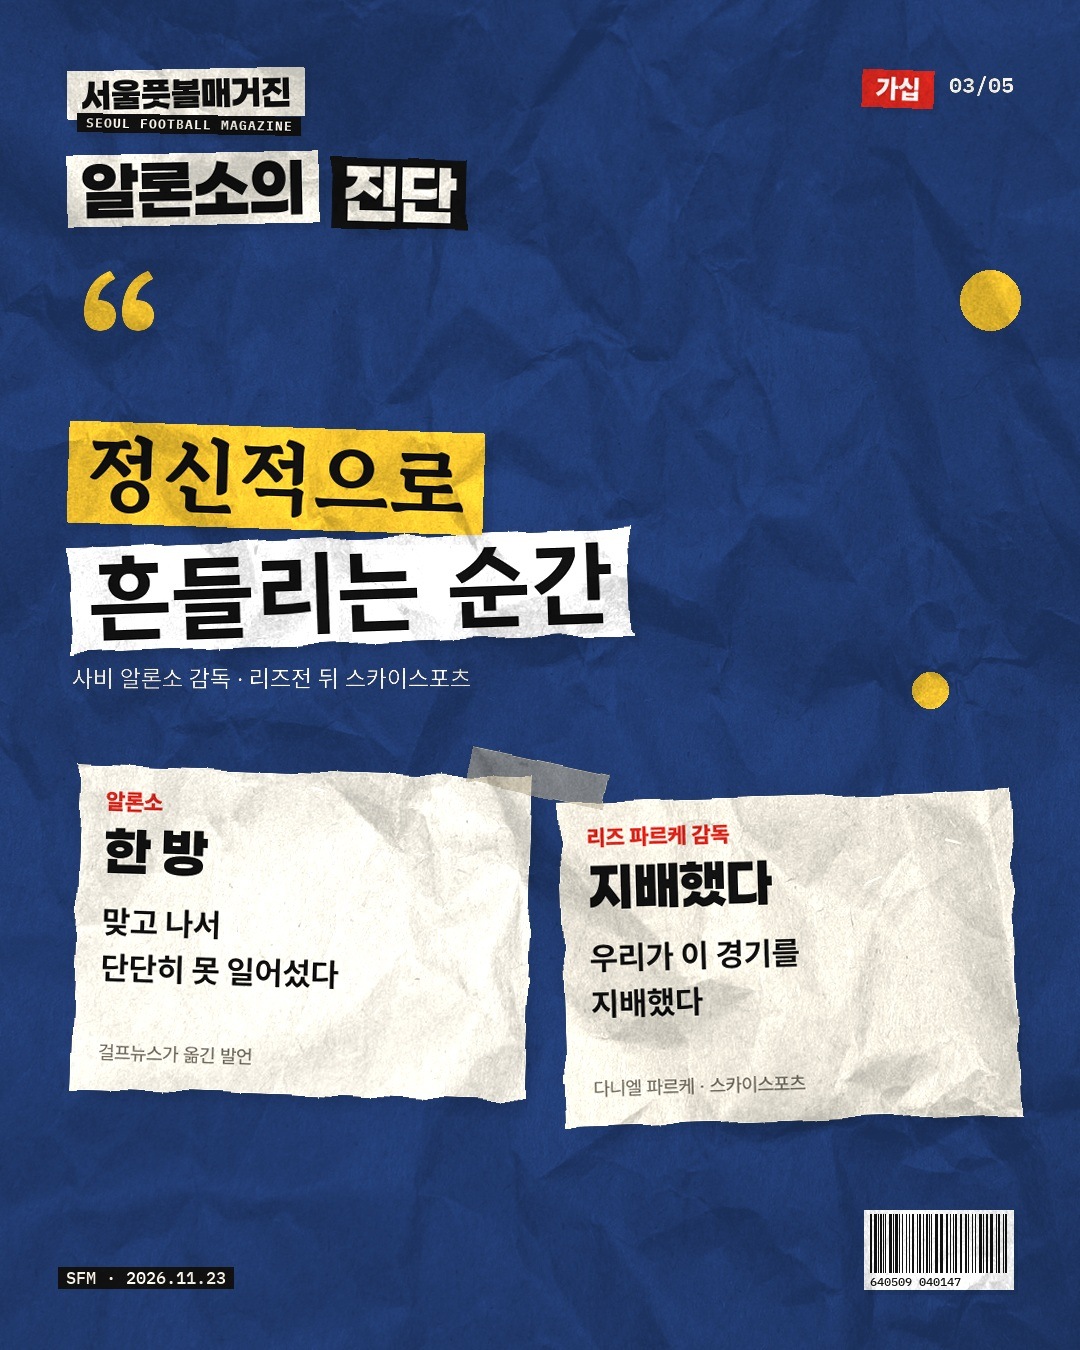 서울풋볼매거진
SEOUL FOOTBALL MAGAZINE
가십 03/05
알론소의 진단
“
정신적으로
흔들리는 순간
사비 알론소 감독 · 리즈전 뒤 스카이스포츠
알론소
한 방
맞고 나서
단단히 못 일어섰다
걸프뉴스가 옮긴 발언
리즈 파르케 감독
지배했다
우리가 이 경기를
지배했다
다니엘 파르케 · 스카이스포츠
SFM · 2026.11.23
640509 040147